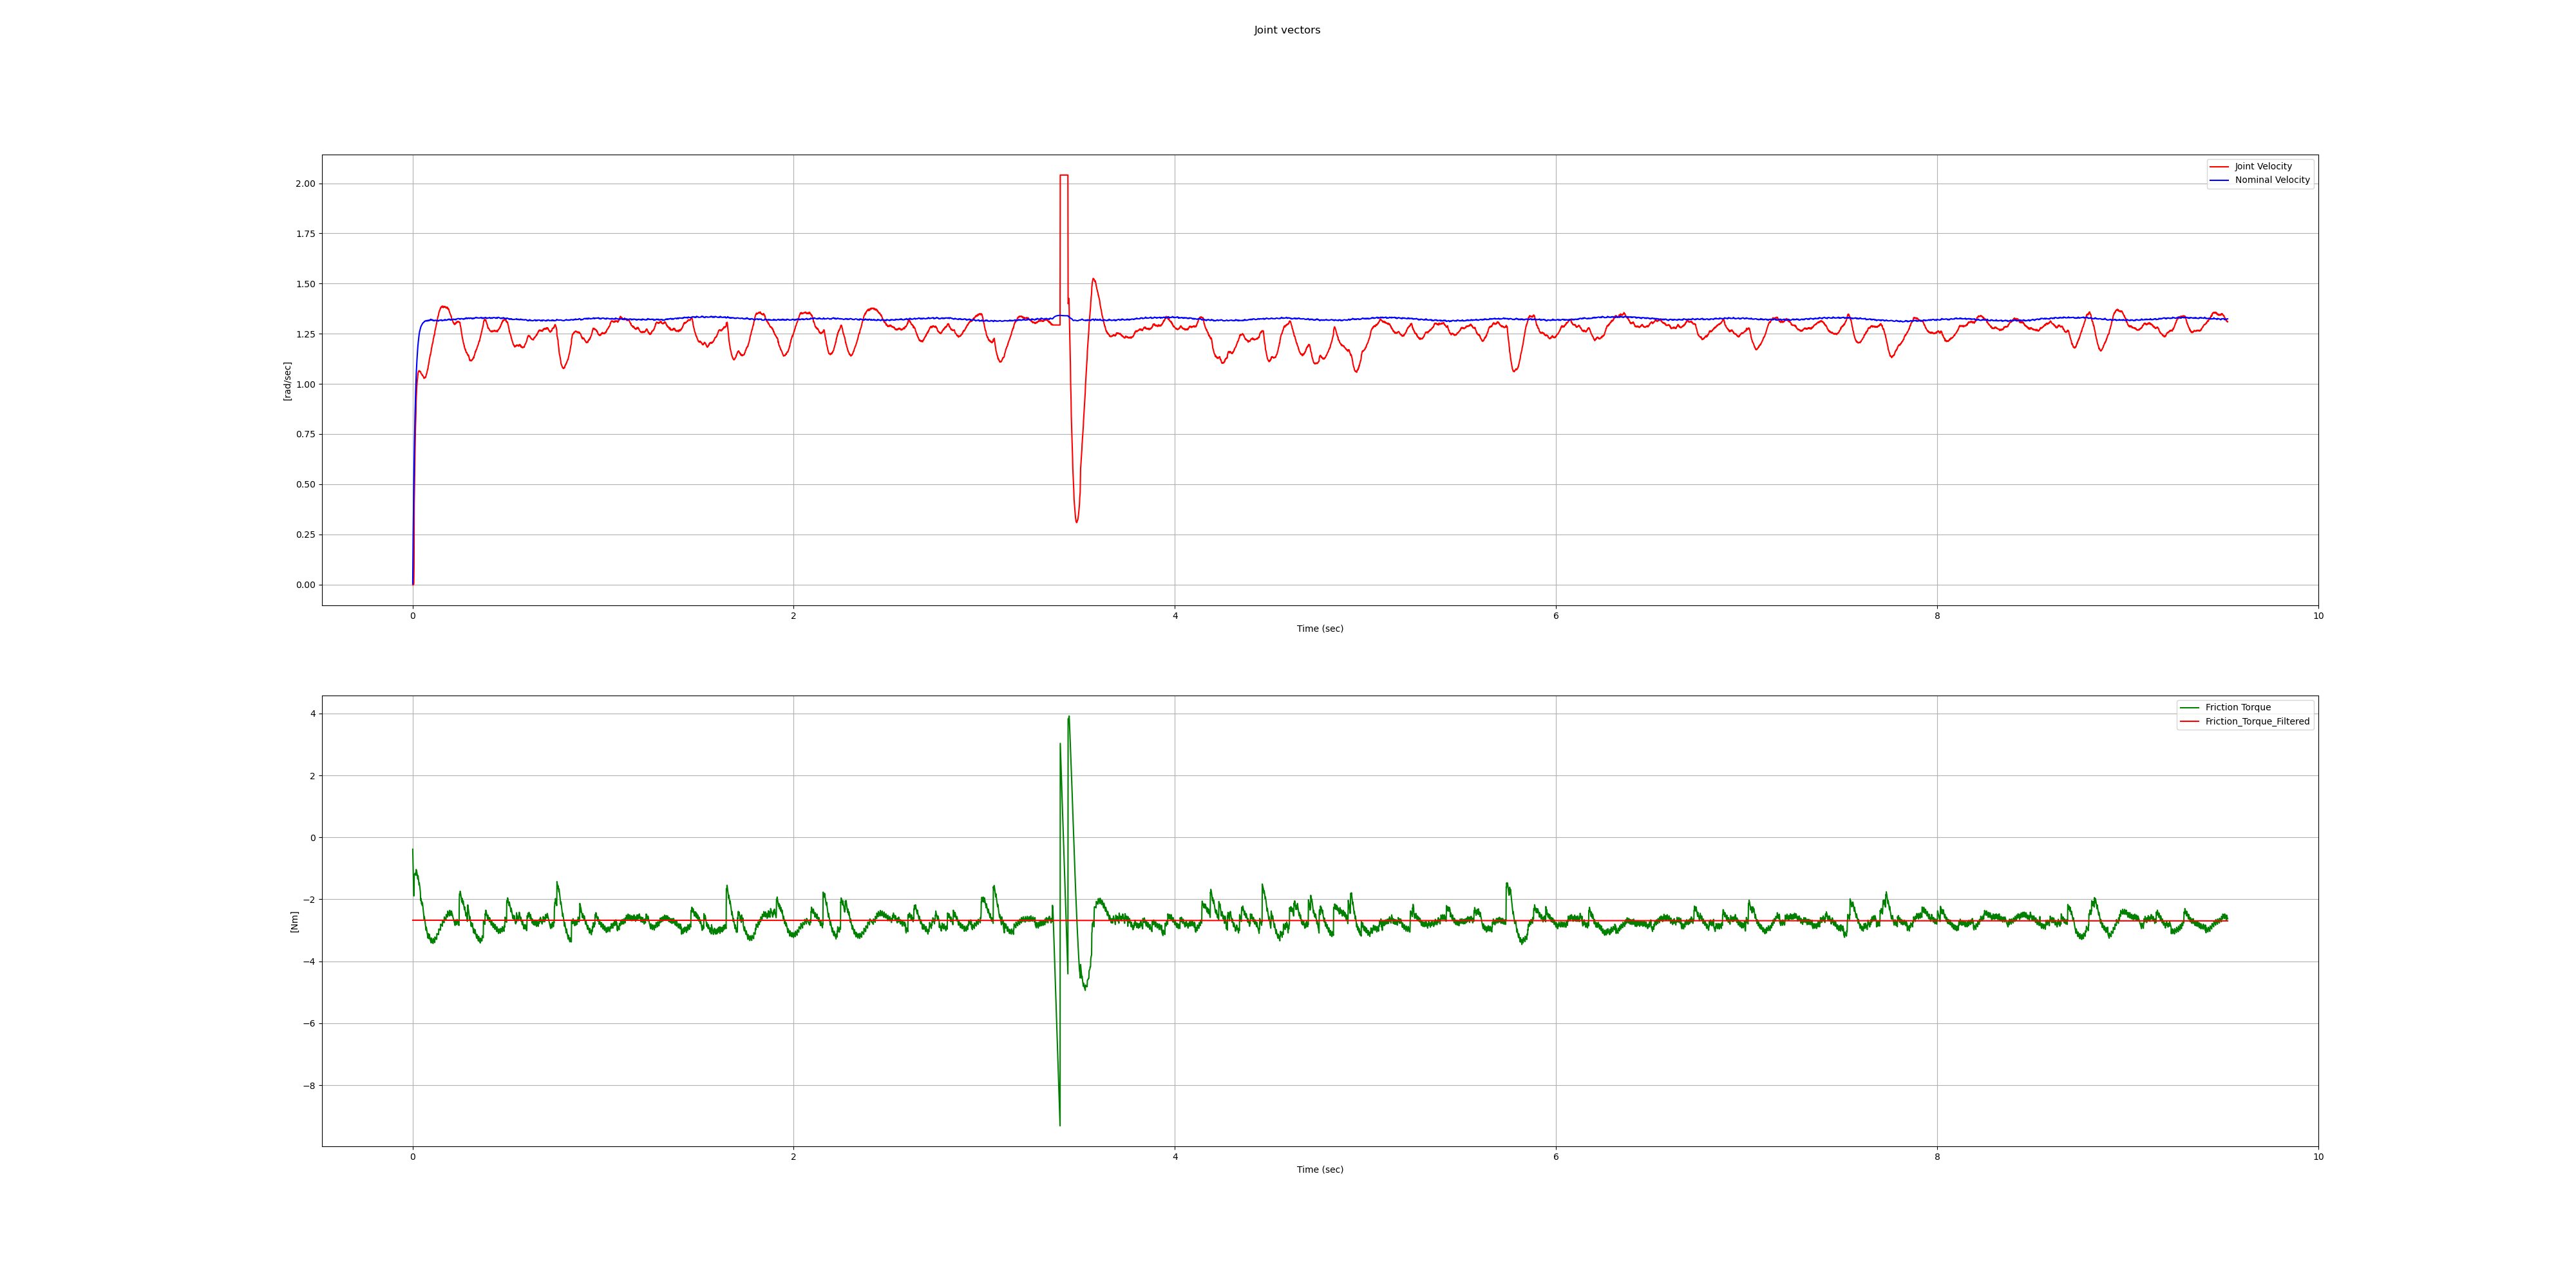 Joint vectors
Joint Velocity
Nominal Velocity
2.00
1.75
1.50
1.25
1.00
0.75
0.50
0.25
0.00
[rad/sec]
0 2 4 6 8 10
Time (sec)
Friction Torque
Friction_Torque_Filtered
4
2
0
−2
−4
−6
−8
[Nm]
0 2 4 6 8 10
Time (sec)